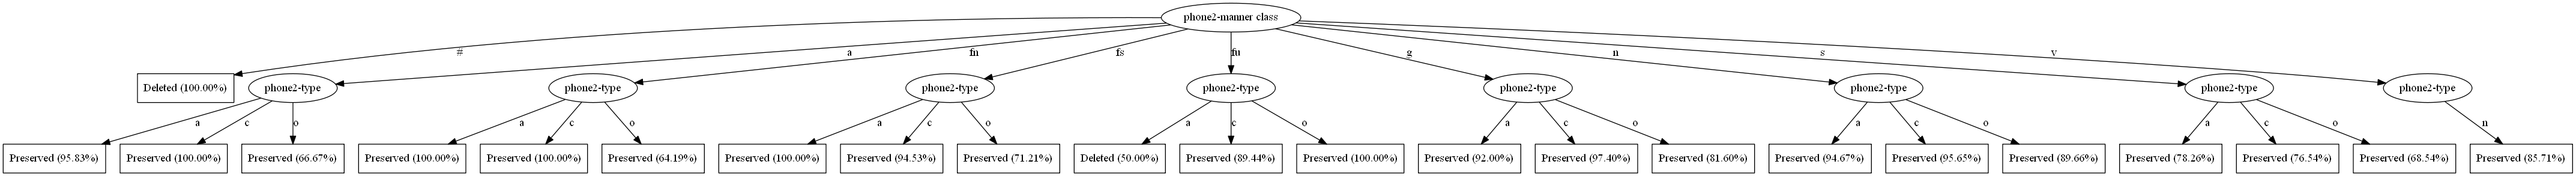 phone2-manner class
# a fn fs fu g n s v
Deleted (100.00%) phone2-type phone2-type phone2-type phone2-type phone2-type phone2-type phone2-type phone2-type
a c o a c o a c o a c o a c o a c o a c o n
Preserved (95.83%) Preserved (100.00%) Preserved (66.67%) Preserved (100.00%) Preserved (100.00%) Preserved (64.19%) Preserved (100.00%) Preserved (94.53%) Preserved (71.21%) Deleted (50.00%) Preserved (89.44%) Preserved (100.00%) Preserved (92.00%) Preserved (97.40%) Preserved (81.60%) Preserved (94.67%) Preserved (95.65%) Preserved (89.66%) Preserved (78.26%) Preserved (76.54%) Preserved (68.54%) Preserved (85.71%)